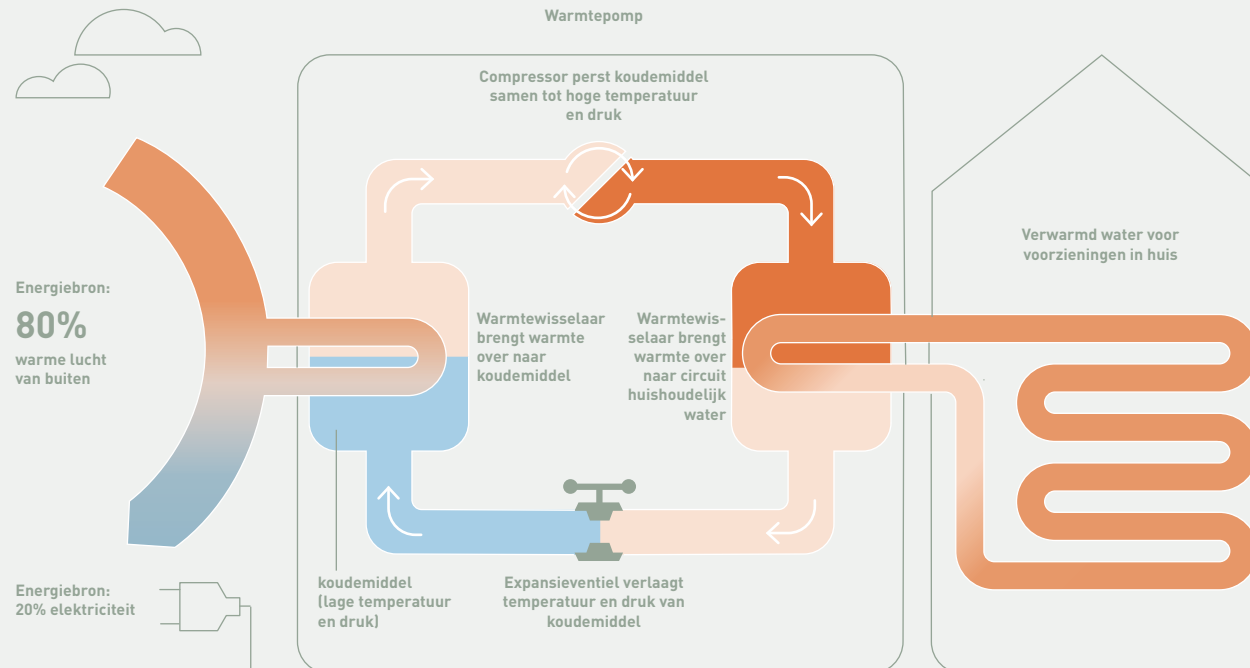 Warmtepomp
Compressor perst koudemiddel
samen tot hoge temperatuur
en druk
Verwarmd water voor
voorzieningen in huis
Energiebron:
80%
warme lucht
van buiten
Warmtewisselaar
brengt warmte
over naar
koudemiddel
Warmtewis-
selaar brengt
warmte over
naar circuit
huishoudelijk
water
Energiebron:
20% elektriciteit
koudemiddel
(lage temperatuur
en druk)
Expansieventiel verlaagt
temperatuur en druk van
koudemiddel